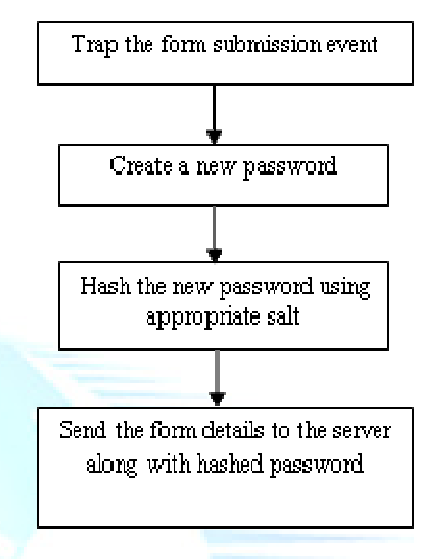 Trap the form submission event
Create a new password
Hash the new password using
appropriate salt
Send the form details to the server
along with hashed password